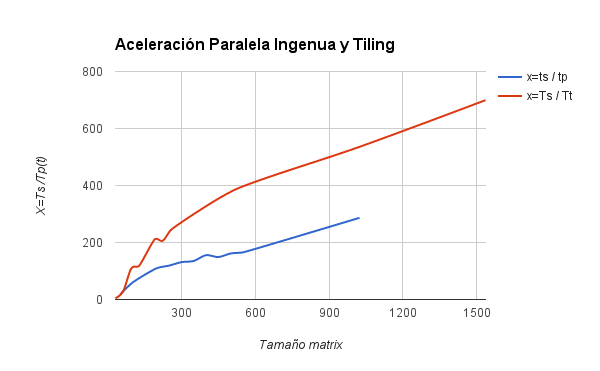 Aceleración Paralela Ingenua y Tiling
800
600
400
200
0
X=Ts/Tp(t)
300
600
900
1200
1500
Tamaño matrix
x=ts / tp
x=Ts / Tt